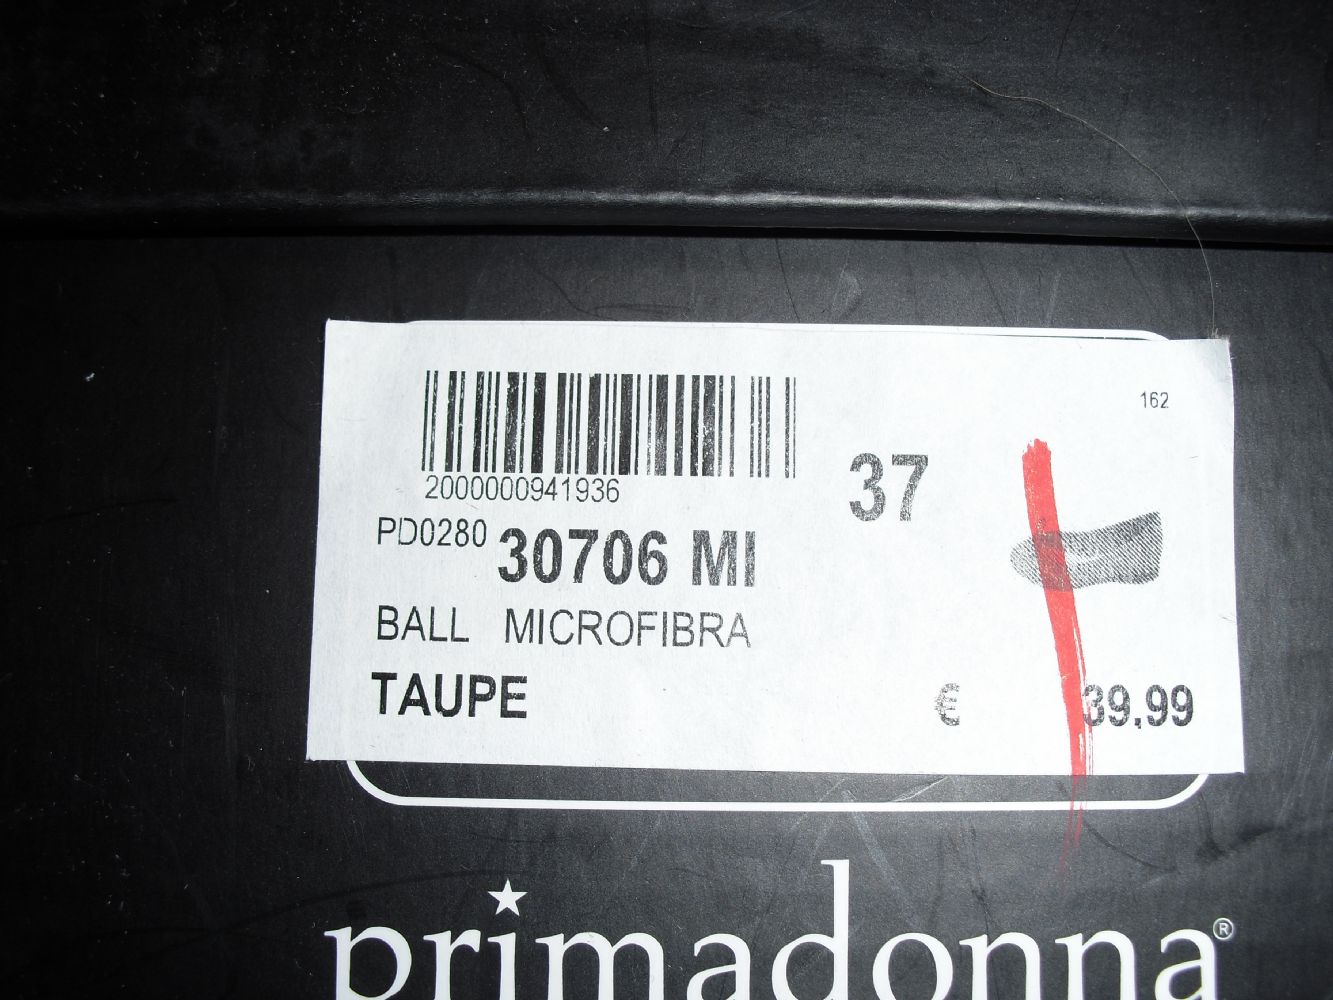 162
2000000941936
37
PD0280 30706 MI
BALL MICROFIBRA
TAUPE
€ 39,99
primadonna®